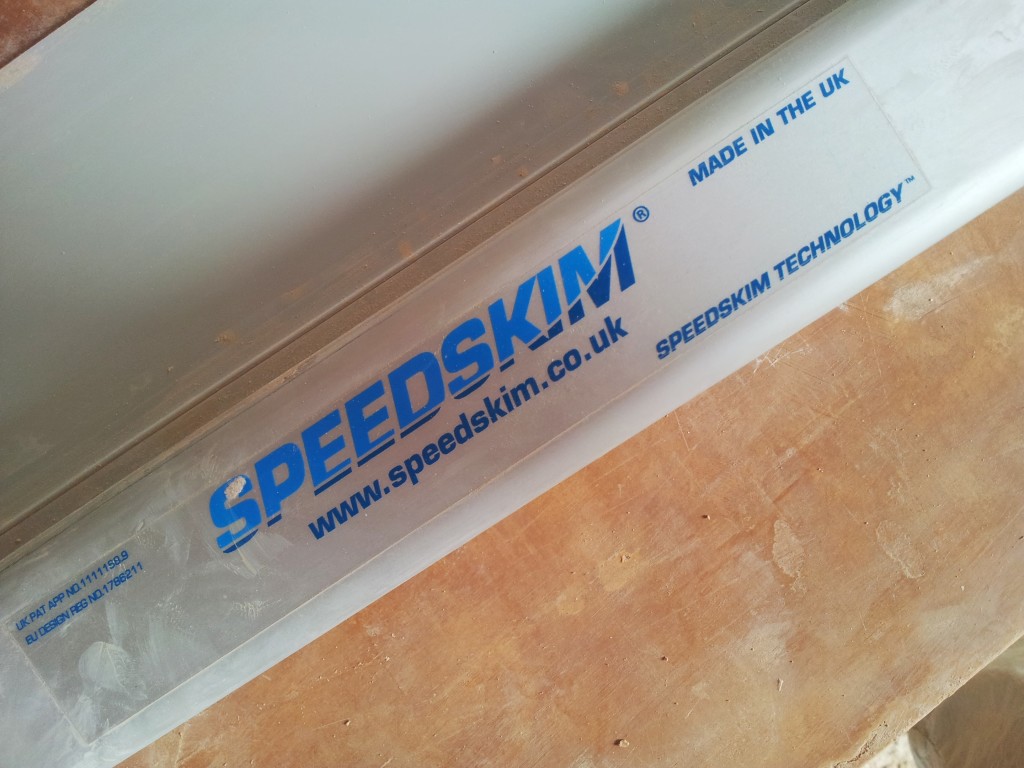 MADE IN THE UK
SPEEDSKIM®
www.speedskim.co.uk
SPEEDSKIM TECHNOLOGY™
UK PAT APP NO.1111158.9
EU DESIGN REG NO.1786211